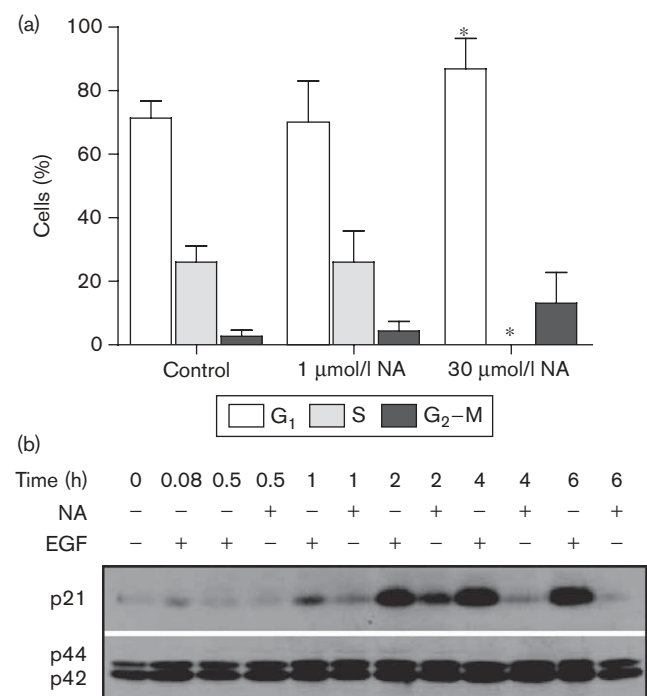 (a)
100
80
60
40
20
0
Cells (%)
*
*
Control 1 μmol/l NA 30 μmol/l NA
G₁ S G₂–M
(b)
Time (h) 0 0.08 0.5 0.5 1 1 2 2 4 4 6 6
NA – – – + – + – + – + – +
EGF – + + – + – + – + – + –
p21
p44
p42